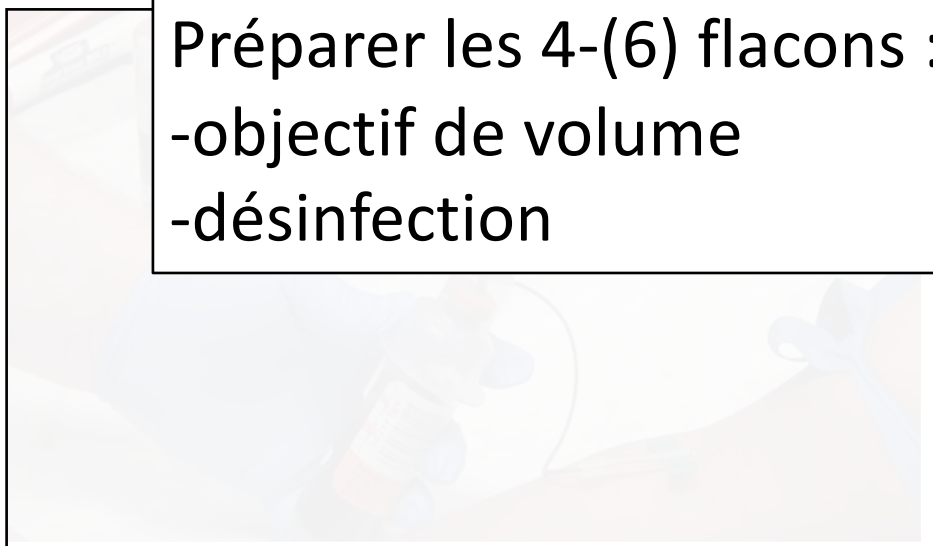 Préparer les 4-(6) flacons :
-objectif de volume
-désinfection